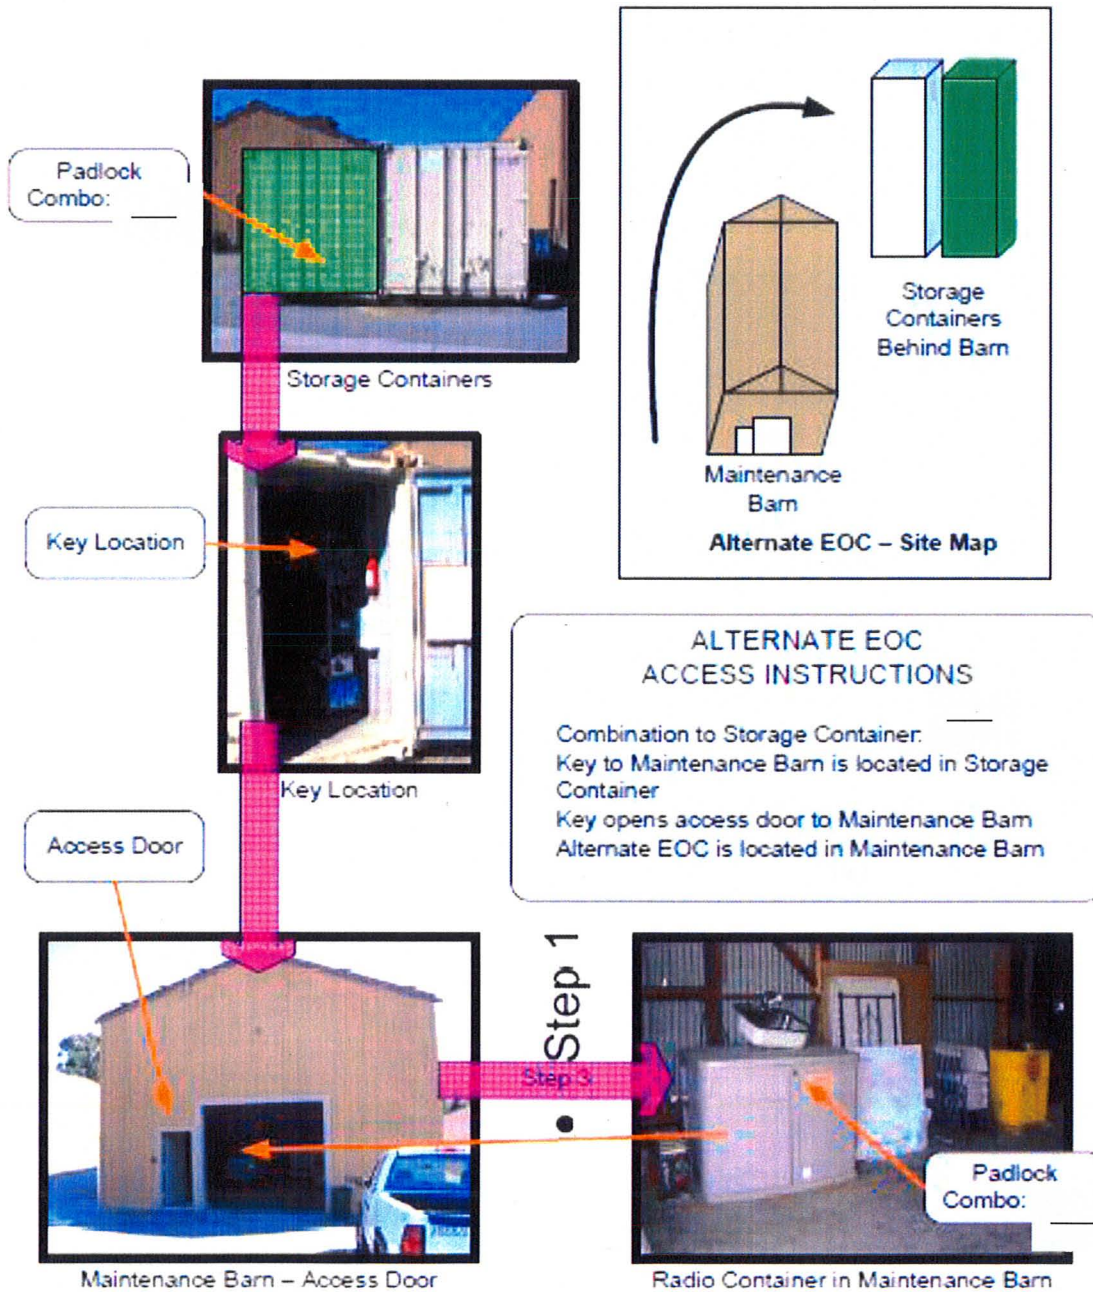 Padlock
Combo:
Storage Containers
Storage
Containers
Behind Barn
Maintenance
Barn
Alternate EOC – Site Map
Key Location
Key Location
ALTERNATE EOC
ACCESS INSTRUCTIONS
Combination to Storage Container:
Key to Maintenance Barn is located in Storage
Container
Key opens access door to Maintenance Barn
Alternate EOC is located in Maintenance Barn
Access Door
• Step 1
Step 3
Padlock
Combo:
Maintenance Barn – Access Door
Radio Container in Maintenance Barn